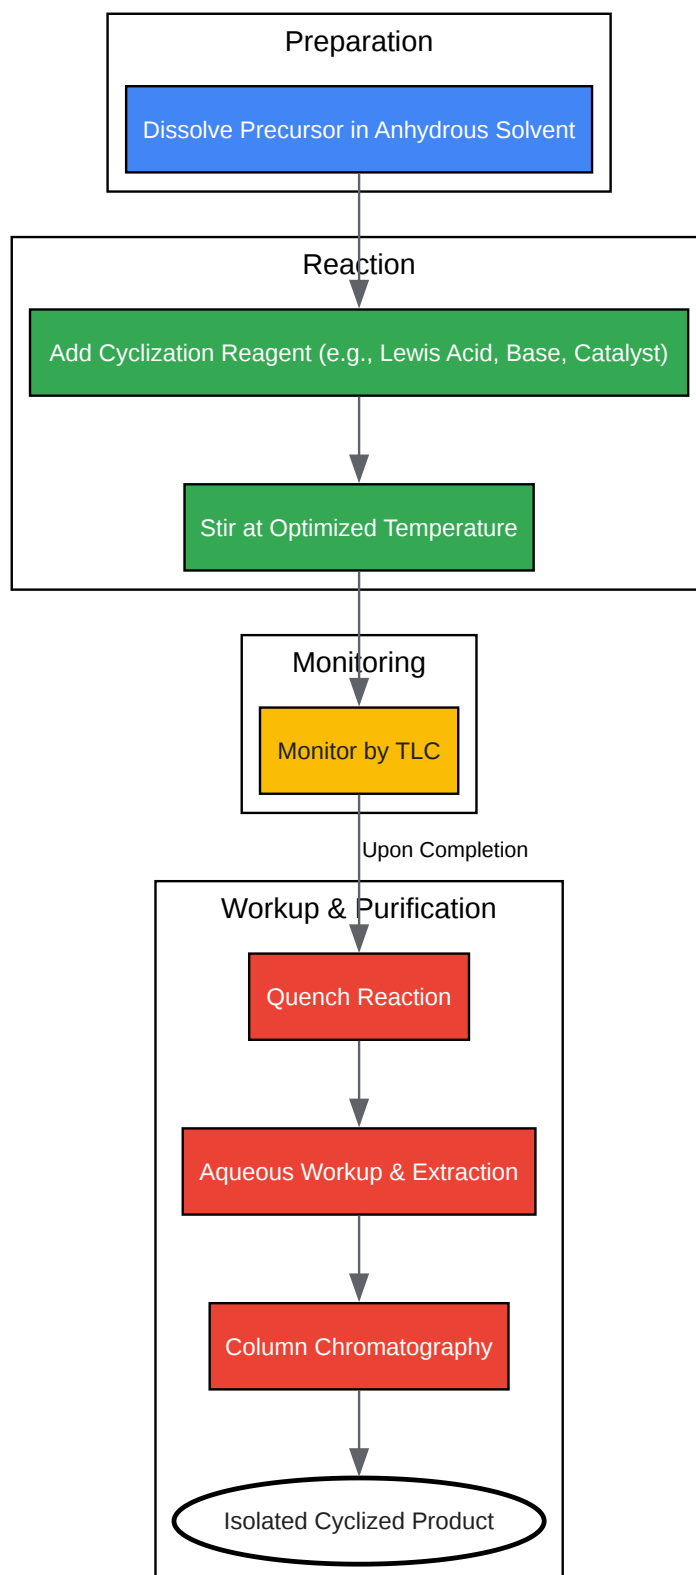 Preparation
Dissolve Precursor in Anhydrous Solvent
Reaction
Add Cyclization Reagent (e.g., Lewis Acid, Base, Catalyst)
Stir at Optimized Temperature
Monitoring
Monitor by TLC
Upon Completion
Workup & Purification
Quench Reaction
Aqueous Workup & Extraction
Column Chromatography
Isolated Cyclized Product